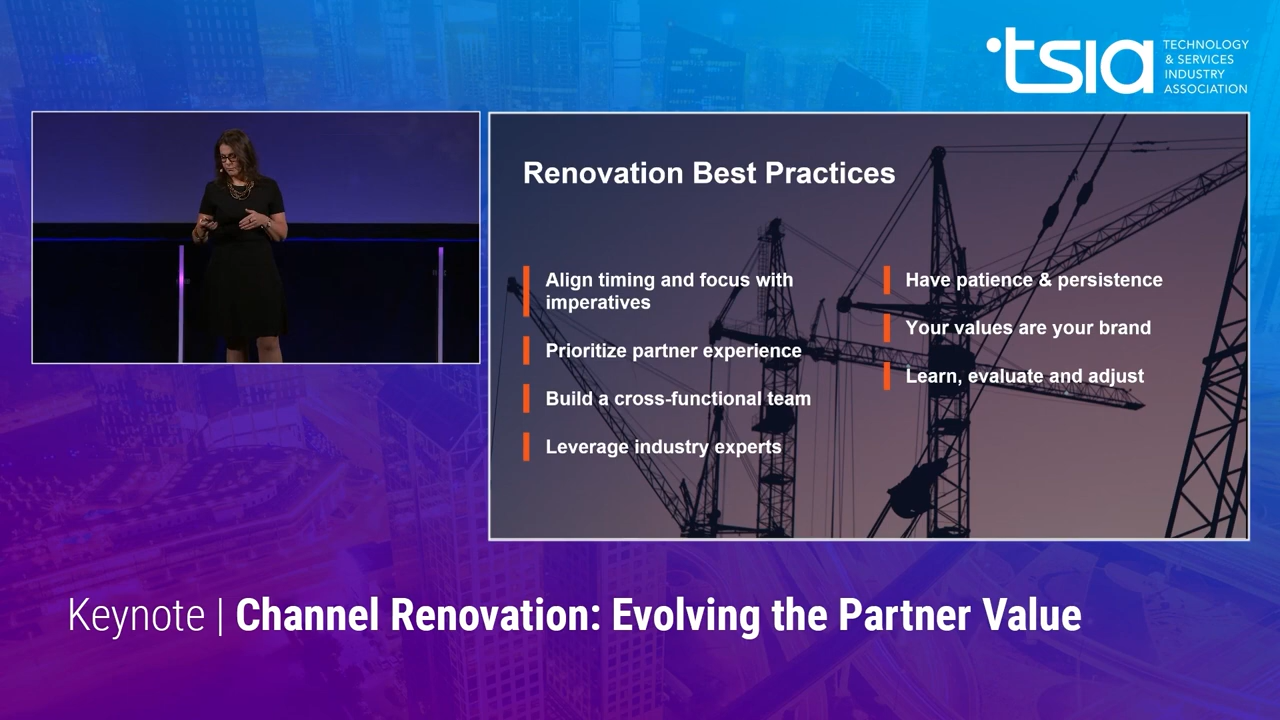 tsia
TECHNOLOGY
& SERVICES
INDUSTRY
ASSOCIATION
Renovation Best Practices
Align timing and focus with
imperatives
Prioritize partner experience
Build a cross-functional team
Leverage industry experts
Have patience & persistence
Your values are your brand
Learn, evaluate and adjust
Keynote | Channel Renovation: Evolving the Partner Value